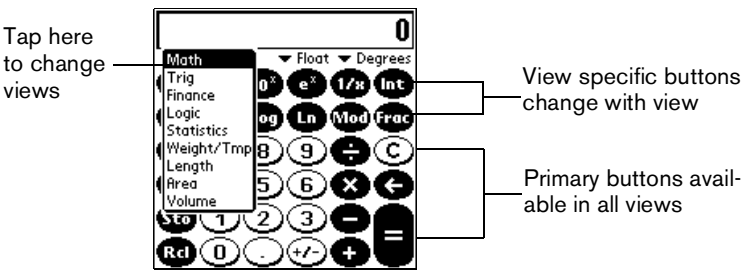 0
Tap here
to change
views
Math
Trig
Finance
Logic
Statistics
Weight/Tmp
Length
Area
Volume
Float Degrees
eˣ 1/x Int
Ln Mod Frac
8 9 ÷ C
5 6 × ←
Sto 1 2 3 −
Rcl 0 . +/- + =
View specific buttons
change with view
Primary buttons avail-
able in all views